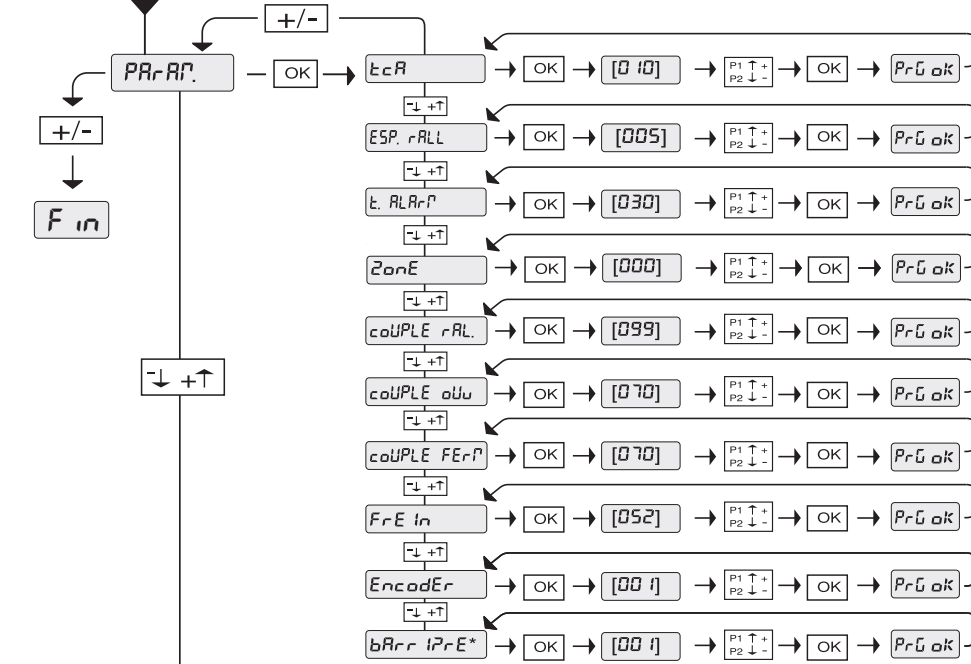 +/-
PArAM. OK tcA OK [010] P1 ↑ + P2 ↓ - OK PrG oK
-↓ +↑
+/- ESP. rALL OK [005] P1 ↑ + P2 ↓ - OK PrG oK
-↓ +↑
F in t. ALArM OK [030] P1 ↑ + P2 ↓ - OK PrG oK
-↓ +↑
ZonE OK [000] P1 ↑ + P2 ↓ - OK PrG oK
-↓ +↑
coUPLE rAL. OK [099] P1 ↑ + P2 ↓ - OK PrG oK
-↓ +↑ -↓ +↑
coUPLE oUv OK [070] P1 ↑ + P2 ↓ - OK PrG oK
-↓ +↑
coUPLE FErM OK [070] P1 ↑ + P2 ↓ - OK PrG oK
-↓ +↑
FrEIn OK [052] P1 ↑ + P2 ↓ - OK PrG oK
-↓ +↑
EncodEr OK [001] P1 ↑ + P2 ↓ - OK PrG oK
-↓ +↑
bArrI?rE* OK [001] P1 ↑ + P2 ↓ - OK PrG oK